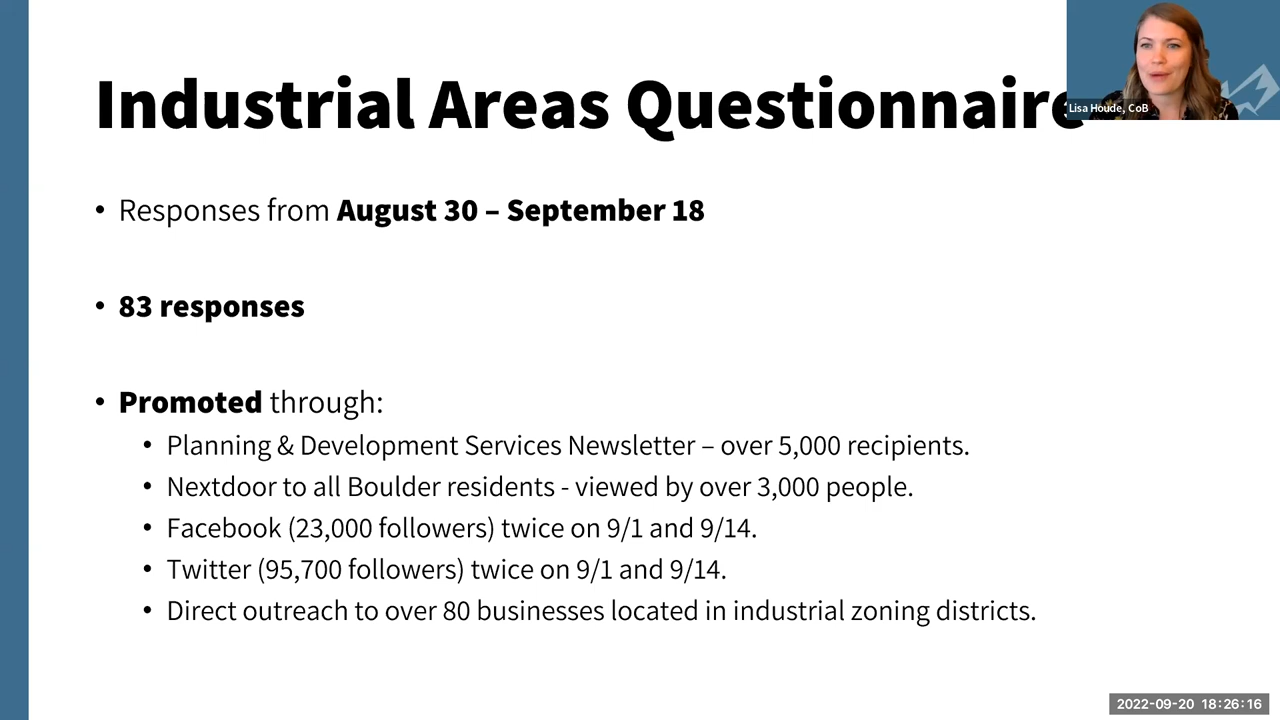 Industrial Areas Questionnaire
Lisa Houde, CoB
• Responses from August 30 – September 18
• 83 responses
• Promoted through:
• Planning & Development Services Newsletter – over 5,000 recipients.
• Nextdoor to all Boulder residents - viewed by over 3,000 people.
• Facebook (23,000 followers) twice on 9/1 and 9/14.
• Twitter (95,700 followers) twice on 9/1 and 9/14.
• Direct outreach to over 80 businesses located in industrial zoning districts.
2022-09-20 18:26:16